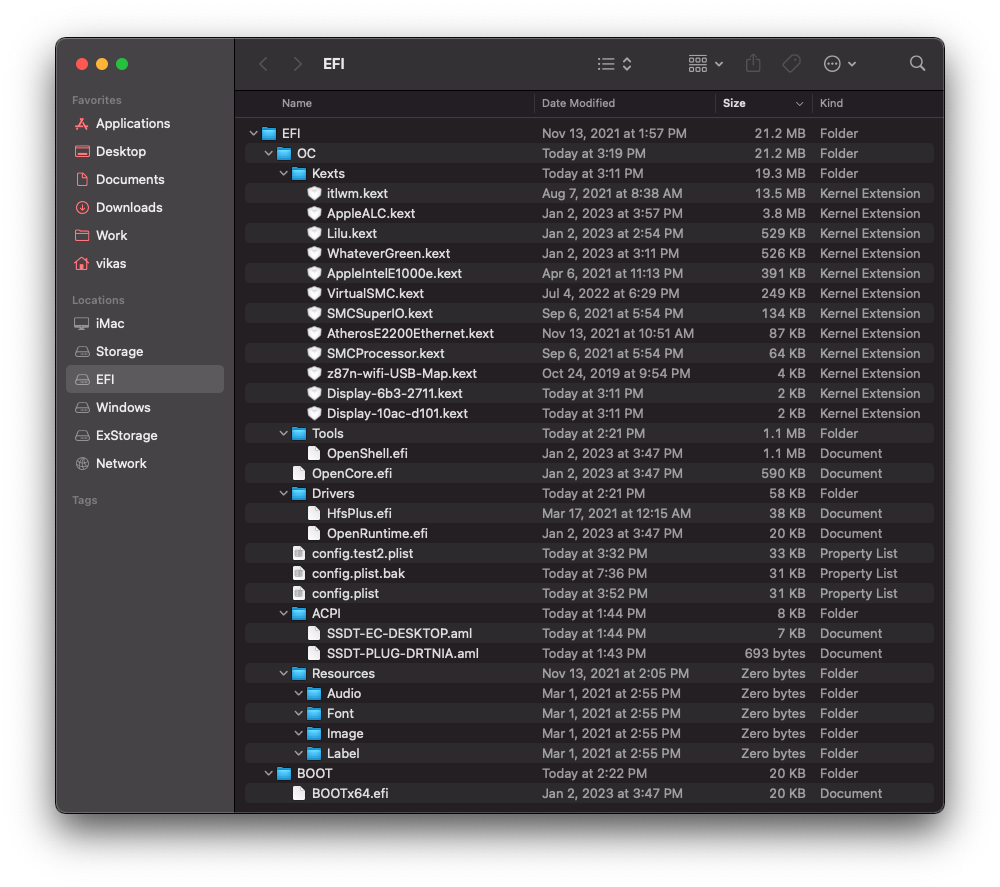 EFI
Favorites
Applications
Desktop
Documents
Downloads
Work
vikas
Locations
iMac
Storage
EFI
Windows
ExStorage
Network
Tags
Name Date Modified Size Kind
EFI Nov 13, 2021 at 1:57 PM 21.2 MB Folder
OC Today at 3:19 PM 21.2 MB Folder
Kexts Today at 3:11 PM 19.3 MB Folder
itlwm.kext Aug 7, 2021 at 8:38 AM 13.5 MB Kernel Extension
AppleALC.kext Jan 2, 2023 at 3:57 PM 3.8 MB Kernel Extension
Lilu.kext Jan 2, 2023 at 2:54 PM 529 KB Kernel Extension
WhateverGreen.kext Jan 2, 2023 at 3:11 PM 526 KB Kernel Extension
AppleIntelE1000e.kext Apr 6, 2021 at 11:13 PM 391 KB Kernel Extension
VirtualSMC.kext Jul 4, 2022 at 6:29 PM 249 KB Kernel Extension
SMCSuperIO.kext Sep 6, 2021 at 5:54 PM 134 KB Kernel Extension
AtherosE2200Ethernet.kext Nov 13, 2021 at 10:51 AM 87 KB Kernel Extension
SMCProcessor.kext Sep 6, 2021 at 5:54 PM 64 KB Kernel Extension
z87n-wifi-USB-Map.kext Oct 24, 2019 at 9:54 PM 4 KB Kernel Extension
Display-6b3-2711.kext Today at 3:11 PM 2 KB Kernel Extension
Display-10ac-d101.kext Today at 3:11 PM 2 KB Kernel Extension
Tools Today at 2:21 PM 1.1 MB Folder
OpenShell.efi Jan 2, 2023 at 3:47 PM 1.1 MB Document
OpenCore.efi Jan 2, 2023 at 3:47 PM 590 KB Document
Drivers Today at 2:21 PM 58 KB Folder
HfsPlus.efi Mar 17, 2021 at 12:15 AM 38 KB Document
OpenRuntime.efi Jan 2, 2023 at 3:47 PM 20 KB Document
config.test2.plist Today at 3:32 PM 33 KB Property List
config.plist.bak Today at 7:36 PM 31 KB Property List
config.plist Today at 3:52 PM 31 KB Property List
ACPI Today at 1:44 PM 8 KB Folder
SSDT-EC-DESKTOP.aml Today at 1:44 PM 7 KB Document
SSDT-PLUG-DRTNIA.aml Today at 1:43 PM 693 bytes Document
Resources Nov 13, 2021 at 2:05 PM Zero bytes Folder
Audio Mar 1, 2021 at 2:55 PM Zero bytes Folder
Font Mar 1, 2021 at 2:55 PM Zero bytes Folder
Image Mar 1, 2021 at 2:55 PM Zero bytes Folder
Label Mar 1, 2021 at 2:55 PM Zero bytes Folder
BOOT Today at 2:22 PM 20 KB Folder
BOOTx64.efi Jan 2, 2023 at 3:47 PM 20 KB Document